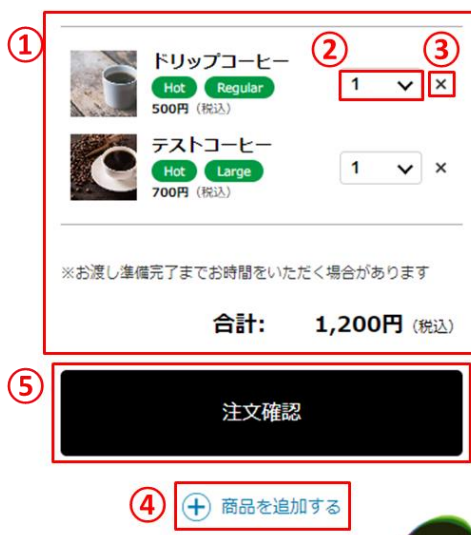 ①
ドリップコーヒー
②
③
Hot Regular
1
×
500円（税込）
テストコーヒー
Hot Large
1
×
700円（税込）
※お渡し準備完了までお時間をいただく場合があります
合計: 1,200円（税込）
⑤
注文確認
④
商品を追加する